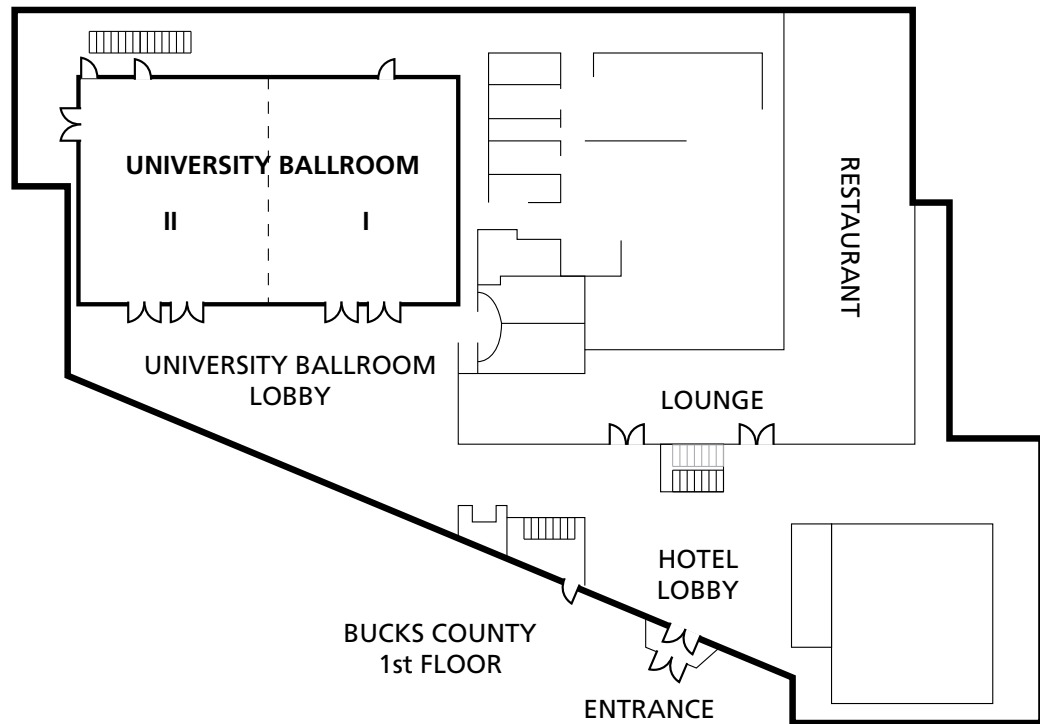 UNIVERSITY BALLROOM
II
I
RESTAURANT
UNIVERSITY BALLROOM
LOBBY
LOUNGE
HOTEL
LOBBY
BUCKS COUNTY
1st FLOOR
ENTRANCE